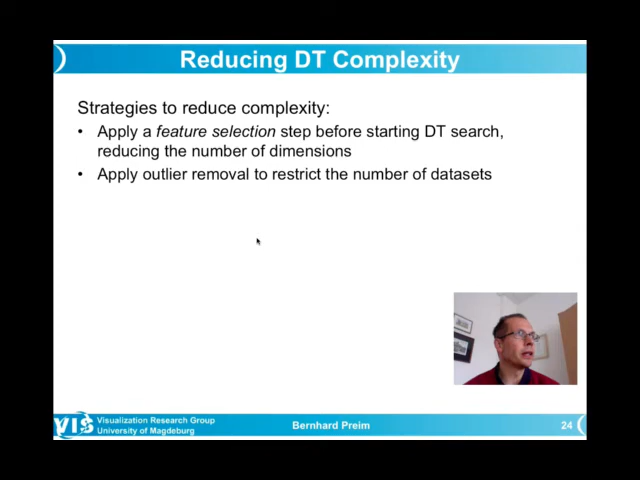 Reducing DT Complexity
Strategies to reduce complexity:
• Apply a feature selection step before starting DT search,
reducing the number of dimensions
• Apply outlier removal to restrict the number of datasets
VIS
Visualization Research Group
University of Magdeburg
Bernhard Preim
24